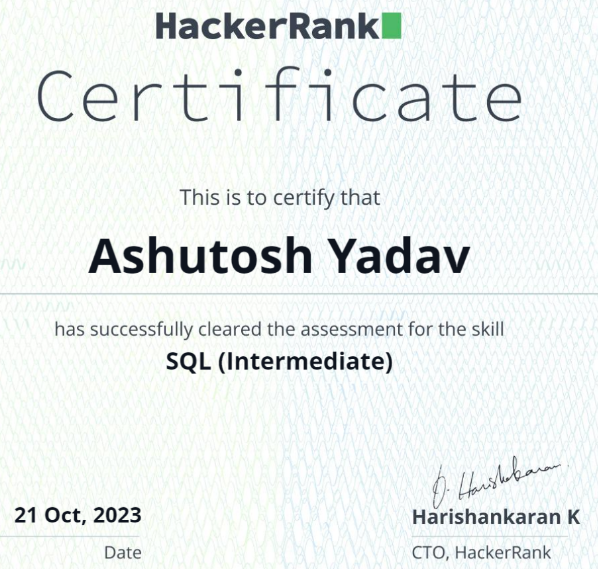 HackerRank
Certificate
This is to certify that
Ashutosh Yadav
has successfully cleared the assessment for the skill
SQL (Intermediate)
21 Oct, 2023
Date
Harishankaran K
CTO, HackerRank